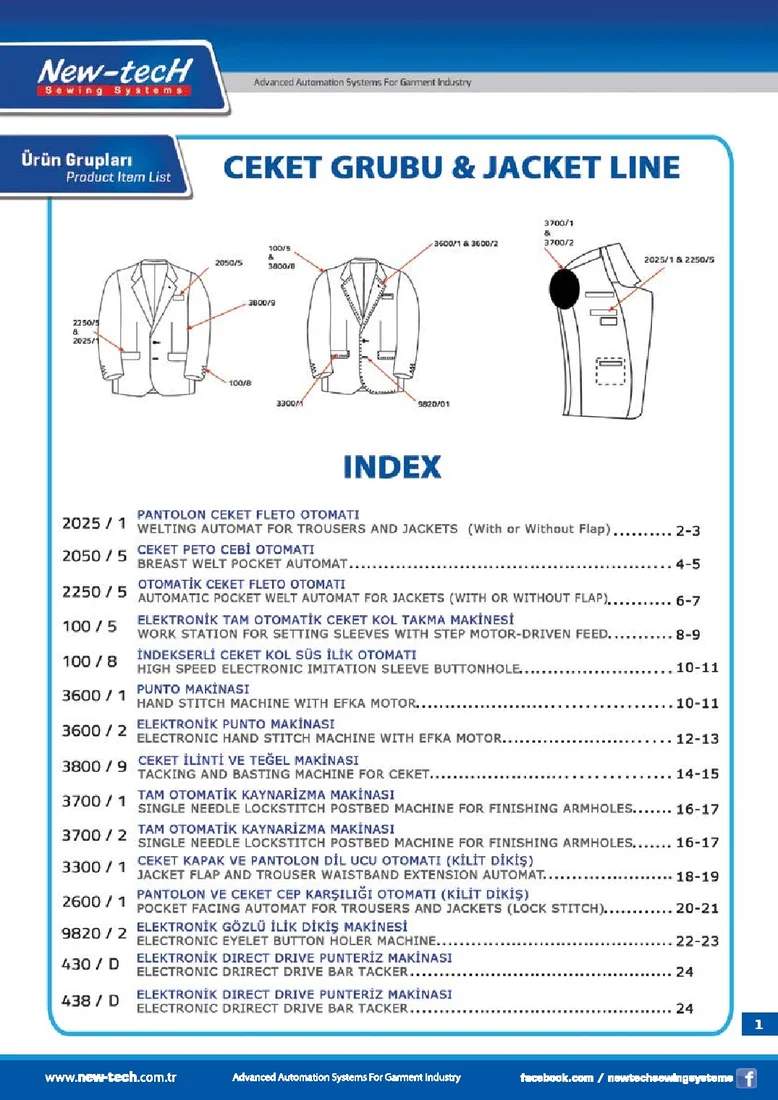 New-tecH
Sewing Systems
Advanced Automation Systems For Garment Industry
Ürün Grupları
Product Item List
CEKET GRUBU & JACKET LINE
2050/5
3800/9
2250/5
&
2025/1
100/8
100/5
&
3800/8
3600/1 & 3600/2
3300/1
9820/01
3700/1
&
3700/2
2025/1 & 2250/5
INDEX
2025 / 1 PANTOLON CEKET FLETO OTOMATI
WELTING AUTOMAT FOR TROUSERS AND JACKETS (With or Without Flap).......... 2-3
2050 / 5 CEKET PETO CEBİ OTOMATI
BREAST WELT POCKET AUTOMAT.................................................... 4-5
2250 / 5 OTOMATİK CEKET FLETO OTOMATI
AUTOMATIC POCKET WELT AUTOMAT FOR JACKETS (WITH OR WITHOUT FLAP).......... 6-7
100 / 5 ELEKTRONİK TAM OTOMATİK CEKET KOL TAKMA MAKİNESİ
WORK STATION FOR SETTING SLEEVES WITH STEP MOTOR-DRIVEN FEED.......... 8-9
100 / 8 İNDEKSERLİ CEKET KOL SÜS İLİK OTOMATI
HIGH SPEED ELECTRONIC IMITATION SLEEVE BUTTONHOLE......................... 10-11
3600 / 1 PUNTO MAKİNASI
HAND STITCH MACHINE WITH EFKA MOTOR.......................................... 10-11
3600 / 2 ELEKTRONİK PUNTO MAKİNASI
ELECTRONIC HAND STITCH MACHINE WITH EFKA MOTOR............................ 12-13
3800 / 9 CEKET İLİNTİ VE TEĞEL MAKİNASI
TACKING AND BASTING MACHINE FOR CEKET....................................... 14-15
3700 / 1 TAM OTOMATİK KAYNARİZMA MAKİNASI
SINGLE NEEDLE LOCKSTITCH POSTBED MACHINE FOR FINISHING ARMHOLES....... 16-17
3700 / 2 TAM OTOMATİK KAYNARİZMA MAKİNASI
SINGLE NEEDLE LOCKSTITCH POSTBED MACHINE FOR FINISHING ARMHOLES....... 16-17
3300 / 1 CEKET KAPAK VE PANTOLON DİL UCU OTOMATI (KİLİT DİKİŞ)
JACKET FLAP AND TROUSER WAISTBAND EXTENSION AUTOMAT..................... 18-19
2600 / 1 PANTOLON VE CEKET CEP KARŞILIĞI OTOMATI (KİLİT DİKİŞ)
POCKET FACING AUTOMAT FOR TROUSERS AND JACKETS (LOCK STITCH)........... 20-21
9820 / 2 ELEKTRONİK GÖZLÜ İLİK DİKİŞ MAKİNESİ
ELECTRONIC EYELET BUTTON HOLER MACHINE....................................... 22-23
430 / D ELEKTRONİK DIRECT DRIVE PUNTERİZ MAKİNASI
ELECTRONIC DRIRECT DRIVE BAR TACKER........................................... 24
438 / D ELEKTRONİK DIRECT DRIVE PUNTERİZ MAKİNASI
ELECTRONIC DRIRECT DRIVE BAR TACKER........................................... 24
1
www.new-tech.com.tr
Advanced Automation Systems For Garment Industry
facebook.com / newtechsewingsystems
f